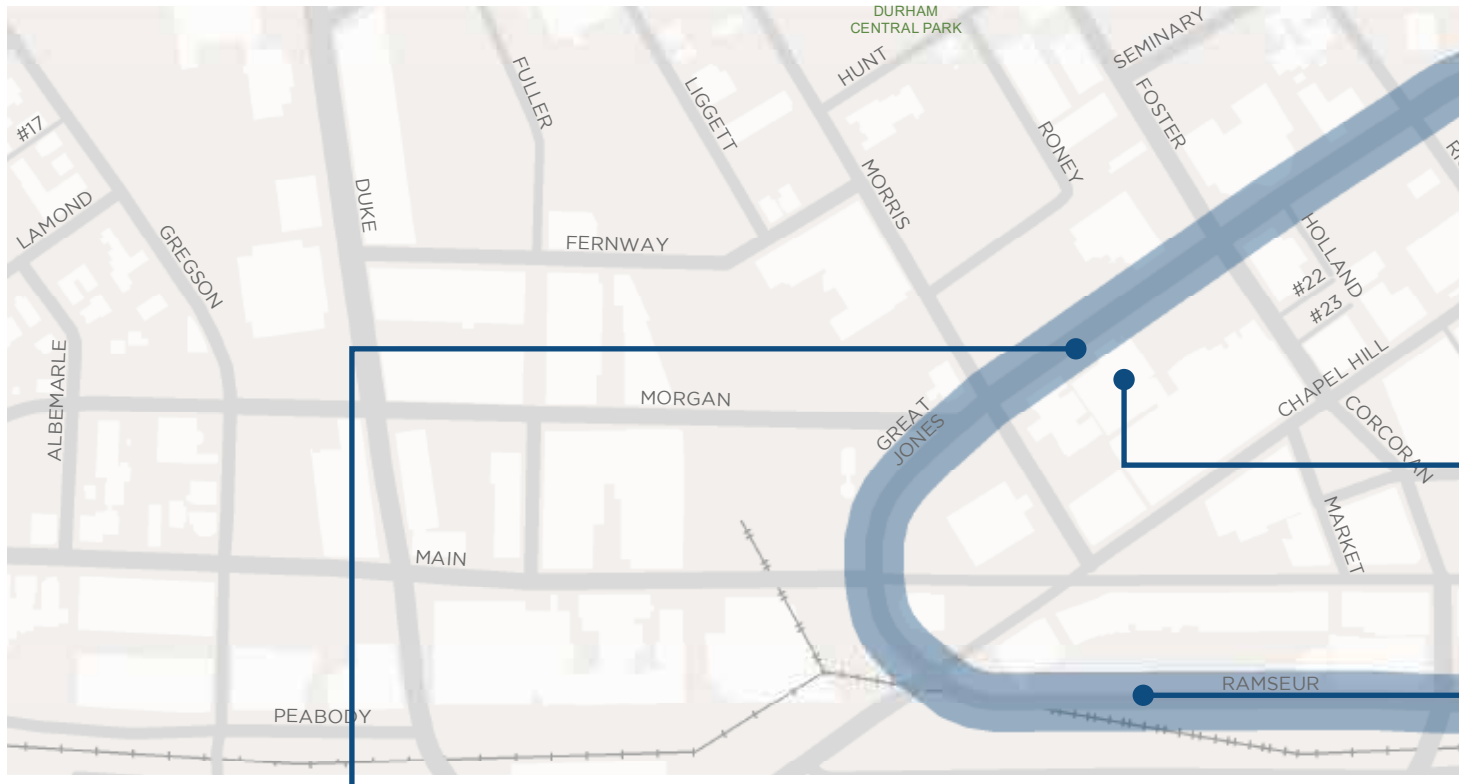 DURHAM
CENTRAL PARK
SEMINARY
HUNT
FULLER
LIGGETT
FOSTER
#17
RONEY
MORRIS
DUKE
LAMOND
GREGSON
FERNWAY
HOLLAND
#22
#23
ALBEMARLE
MORGAN
CHAPEL HILL
GREAT
JONES
CORCORAN
MARKET
MAIN
RAMSEUR
PEABODY